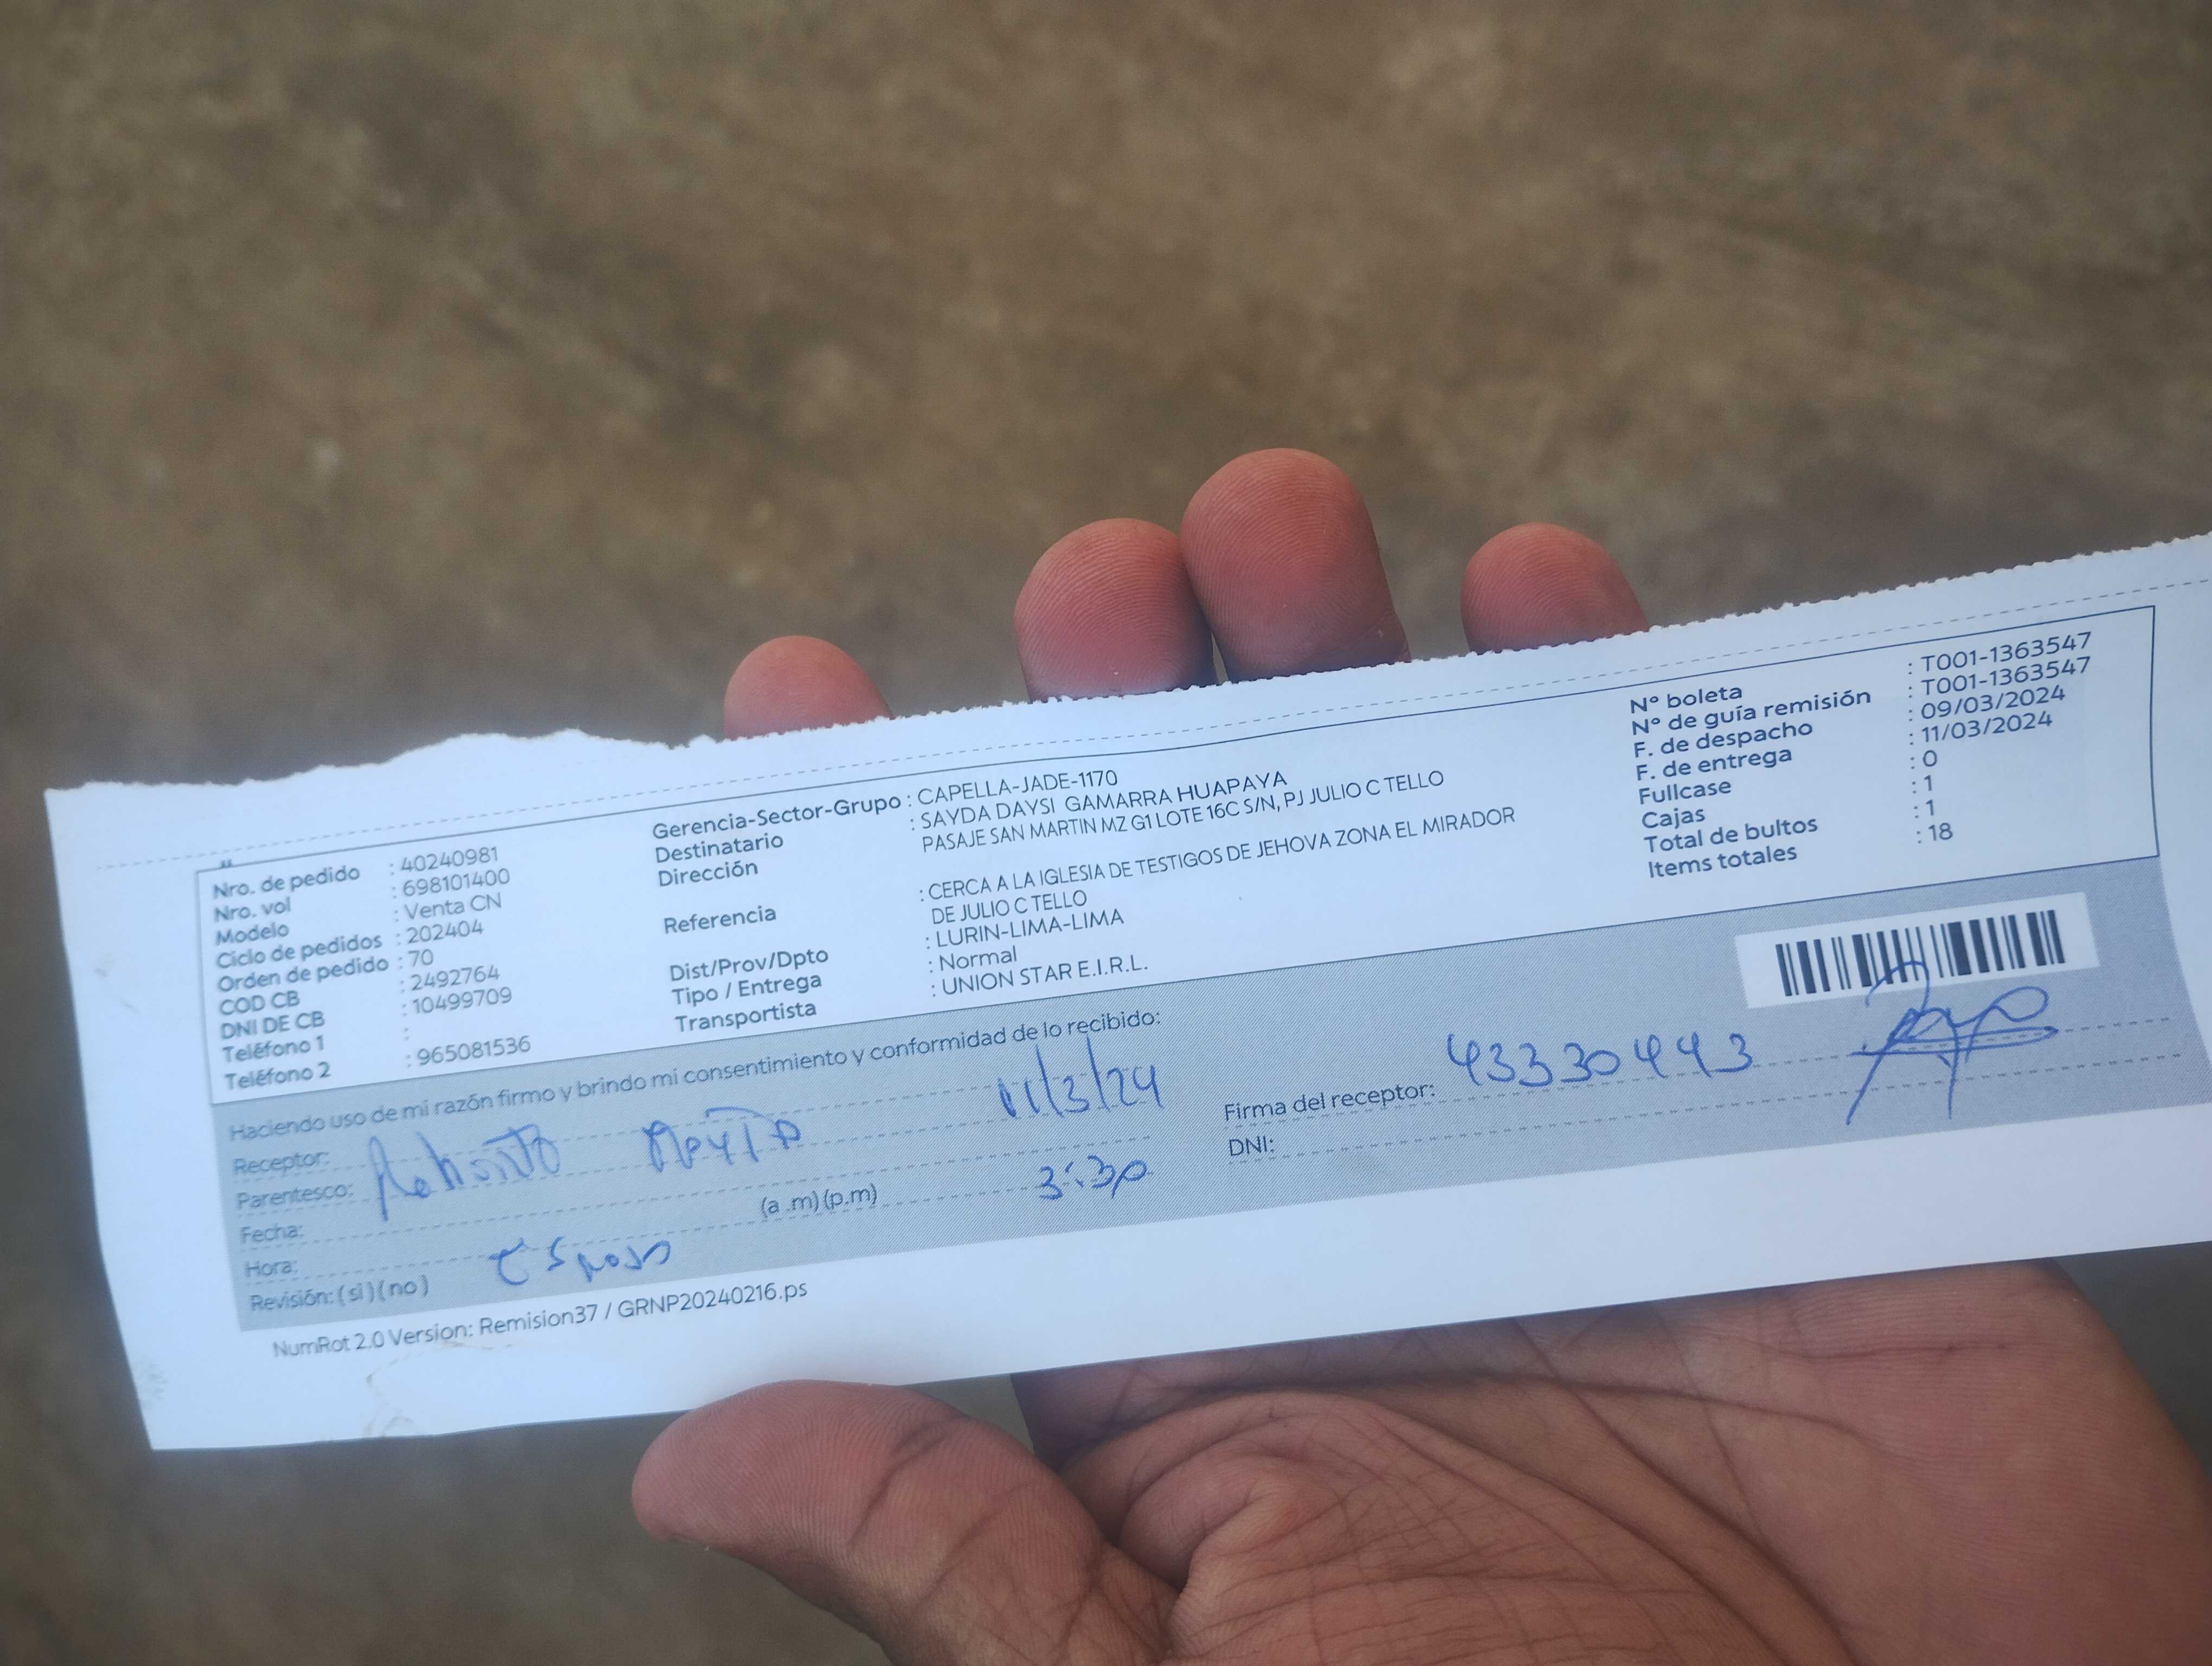 Nro. de pedido : 40240981
Nro. vol : 698101400
Modelo : Venta CN
Ciclo de pedidos : 202404
Orden de pedido : 70
COD CB : 2492764
DNI DE CB : 10499709
Teléfono 1 :
Teléfono 2 : 965081536
Gerencia-Sector-Grupo : CAPELLA-JADE-1170
Destinatario : SAYDA DAYSI GAMARRA HUAPAYA
Dirección PASAJE SAN MARTIN MZ G1 LOTE 16C S/N, PJ JULIO C TELLO
Referencia : CERCA A LA IGLESIA DE TESTIGOS DE JEHOVA ZONA EL MIRADOR
DE JULIO C TELLO
Dist/Prov/Dpto : LURIN-LIMA-LIMA
Tipo / Entrega : Normal
Transportista : UNION STAR E.I.R.L.
N° boleta : T001-1363547
N° de guía remisión : T001-1363547
F. de despacho : 09/03/2024
F. de entrega : 11/03/2024
Fullcase : 0
Cajas : 1
Total de bultos : 1
Items totales : 18
Haciendo uso de mi razón firmo y brindo mi consentimiento y conformidad de lo recibido:
Receptor:
Parentesco:
Fecha: 11/3/24
Hora: (a .m)(p.m) 3:30
Revisión: (si)(no) Esposo
Firma del receptor: 43330443
DNI:
NumRot 2.0 Version: Remision37 / GRNP20240216.ps